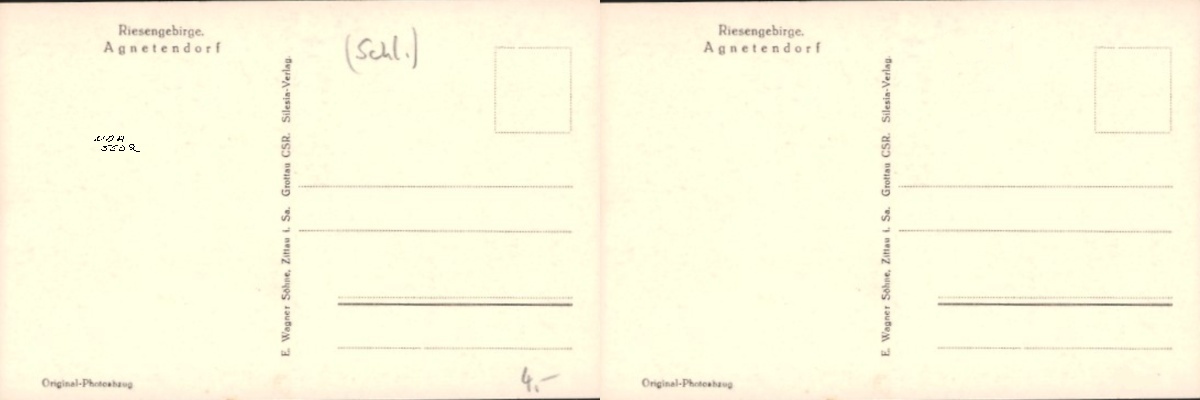 Riesengebirge.
Agnetendorf
(Schl.)
E. Wagner Söhne, Zittau i. Sa. Grottau CSR. Silesia-Verlag.
Original-Photoabzug
4,-
Riesengebirge.
Agnetendorf
E. Wagner Söhne, Zittau i. Sa. Grottau CSR. Silesia-Verlag.
Original-Photoabzug